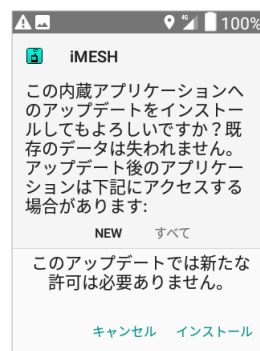 100%
iMESH
この内蔵アプリケーションへ
のアップデートをインストー
ルしてもよろしいですか？既
存のデータは失われません。
アップデート後のアプリケー
ションは下記にアクセスする
場合があります:
NEW すべて
このアップデートでは新たな
許可は必要ありません。
キャンセル インストール